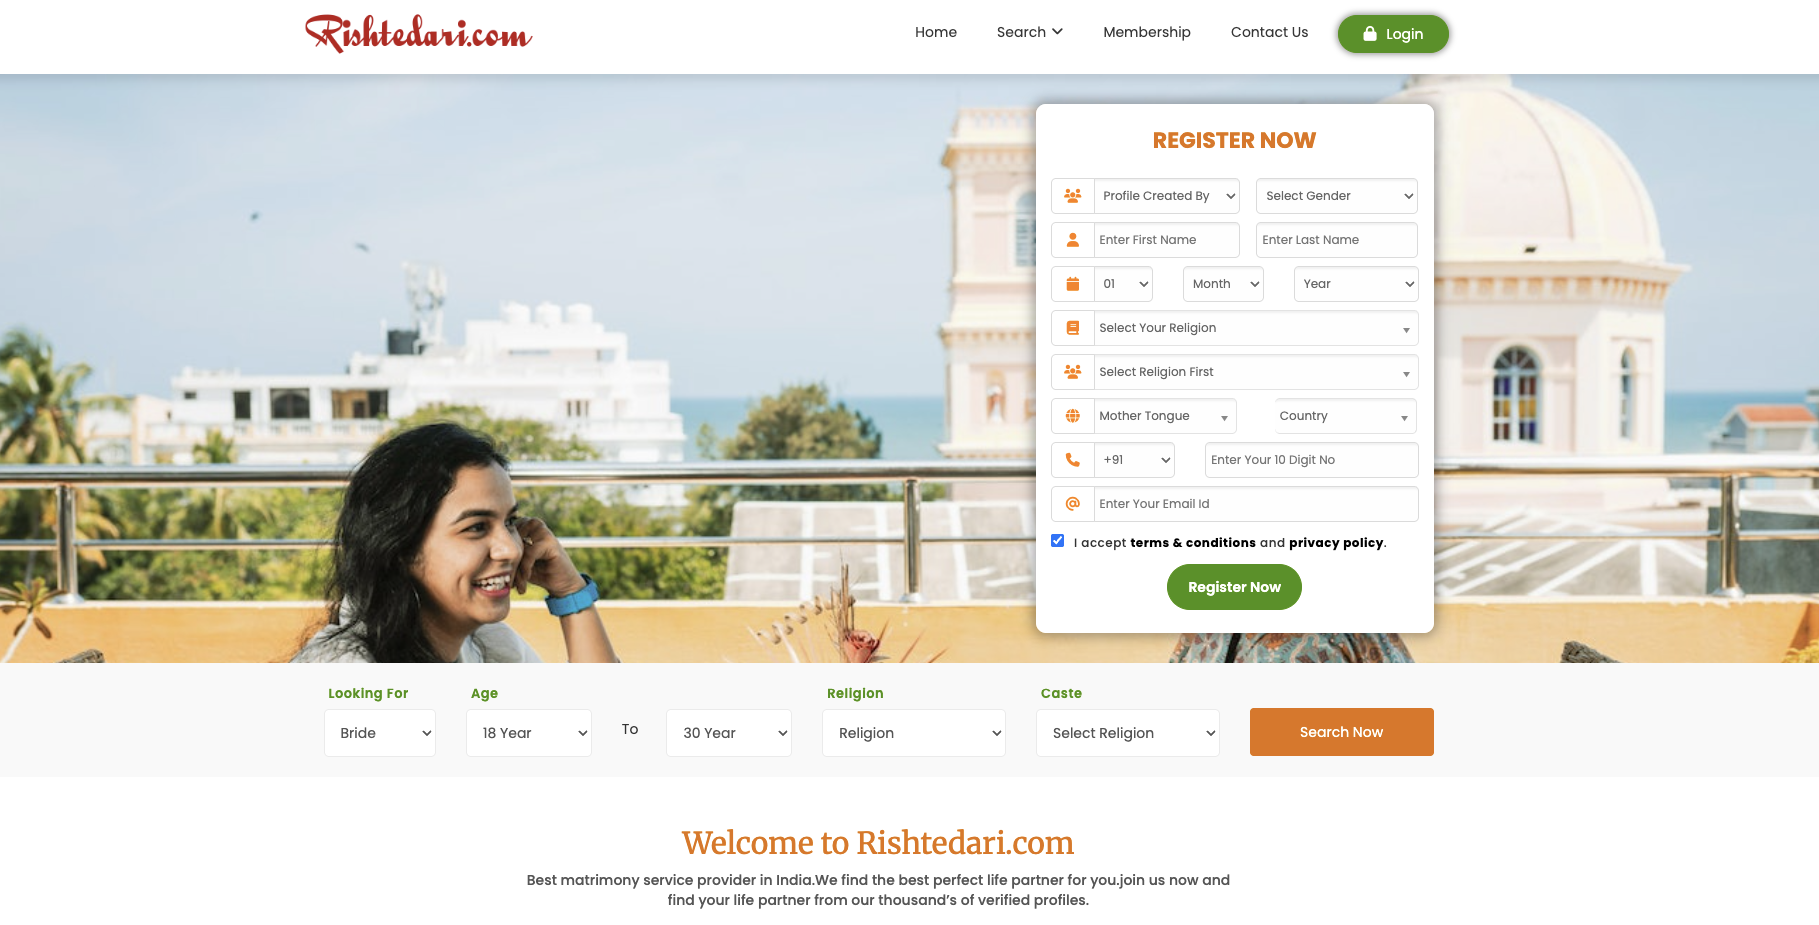 Rishtedari.com
Home Search Membership Contact Us Login
REGISTER NOW
Profile Created By Select Gender
Enter First Name Enter Last Name
01 Month Year
Select Your Religion
Select Religion First
Mother Tongue Country
+91 Enter Your 10 Digit No
Enter Your Email Id
I accept terms & conditions and privacy policy.
Register Now
Looking For Age Religion Caste
Bride 18 Year To 30 Year Religion Select Religion Search Now
Welcome to Rishtedari.com
Best matrimony service provider in India.We find the best perfect life partner for you.join us now and
find your life partner from our thousand’s of verified profiles.